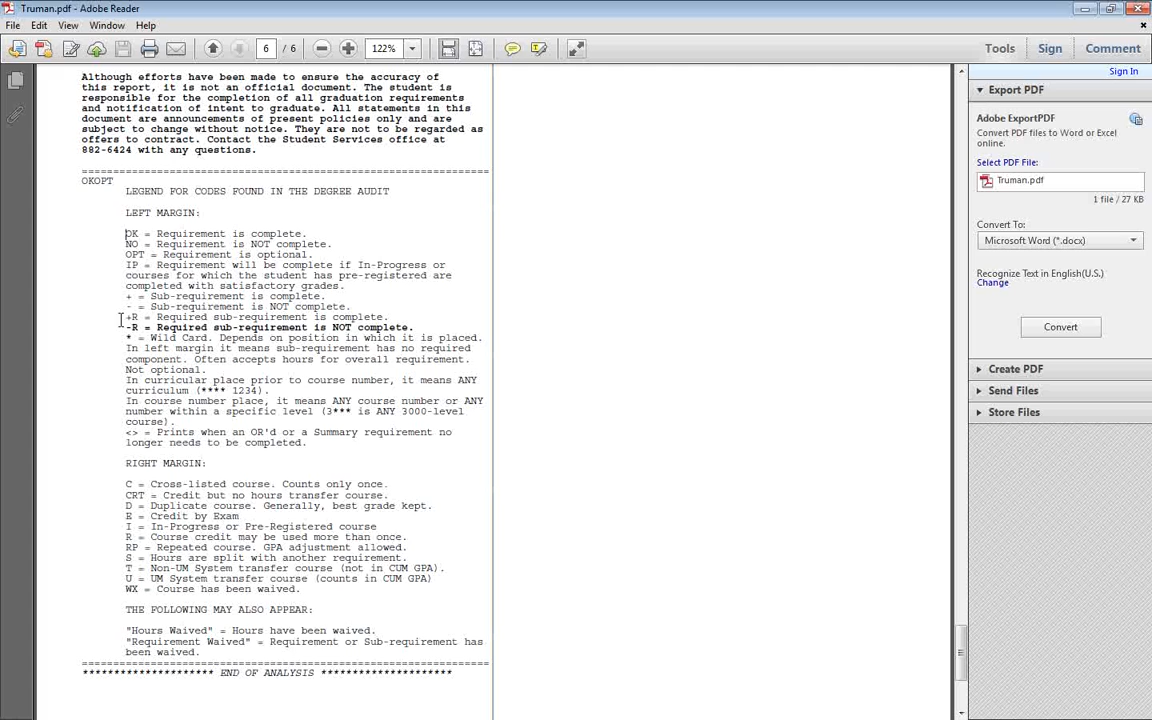 Truman.pdf - Adobe Reader
File Edit View Window Help
6 / 6 122% Tools Sign Comment
Sign In
Although efforts have been made to ensure the accuracy of
this report, it is not an official document. The student is
responsible for the completion of all graduation requirements
and notification of intent to graduate. All statements in this
document are announcements of present policies only and are
subject to change without notice. They are not to be regarded as
offers to contract. Contact the Student Services office at
882-6424 with any questions.
=================================================================
OKOPT
LEGEND FOR CODES FOUND IN THE DEGREE AUDIT
LEFT MARGIN:
OK = Requirement is complete.
NO = Requirement is NOT complete.
OPT = Requirement is optional.
IP = Requirement will be complete if In-Progress or
courses for which the student has pre-registered are
completed with satisfactory grades.
+ = Sub-requirement is complete.
- = Sub-requirement is NOT complete.
+R = Required sub-requirement is complete.
-R = Required sub-requirement is NOT complete.
* = Wild Card. Depends on position in which it is placed.
In left margin it means sub-requirement has no required
component. Often accepts hours for overall requirement.
Not optional.
In curricular place prior to course number, it means ANY
curriculum (**** 1234).
In course number place, it means ANY course number or ANY
number within a specific level (3*** is ANY 3000-level
course).
<> = Prints when an OR'd or a Summary requirement no
longer needs to be completed.
RIGHT MARGIN:
C = Cross-listed course. Counts only once.
CRT = Credit but no hours transfer course.
D = Duplicate course. Generally, best grade kept.
E = Credit by Exam
I = In-Progress or Pre-Registered course
R = Course credit may be used more than once.
RP = Repeated course. GPA adjustment allowed.
S = Hours are split with another requirement.
T = Non-UM System transfer course (not in CUM GPA).
U = UM System transfer course (counts in CUM GPA)
WX = Course has been waived.
THE FOLLOWING MAY ALSO APPEAR:
"Hours Waived" = Hours have been waived.
"Requirement Waived" = Requirement or Sub-requirement has
been waived.
=================================================================
********************* END OF ANALYSIS *********************
Export PDF
Adobe ExportPDF
Convert PDF files to Word or Excel
online.
Select PDF File:
Truman.pdf
1 file / 27 KB
Convert To:
Microsoft Word (*.docx)
Recognize Text in English(U.S.)
Change
Convert
Create PDF
Send Files
Store Files